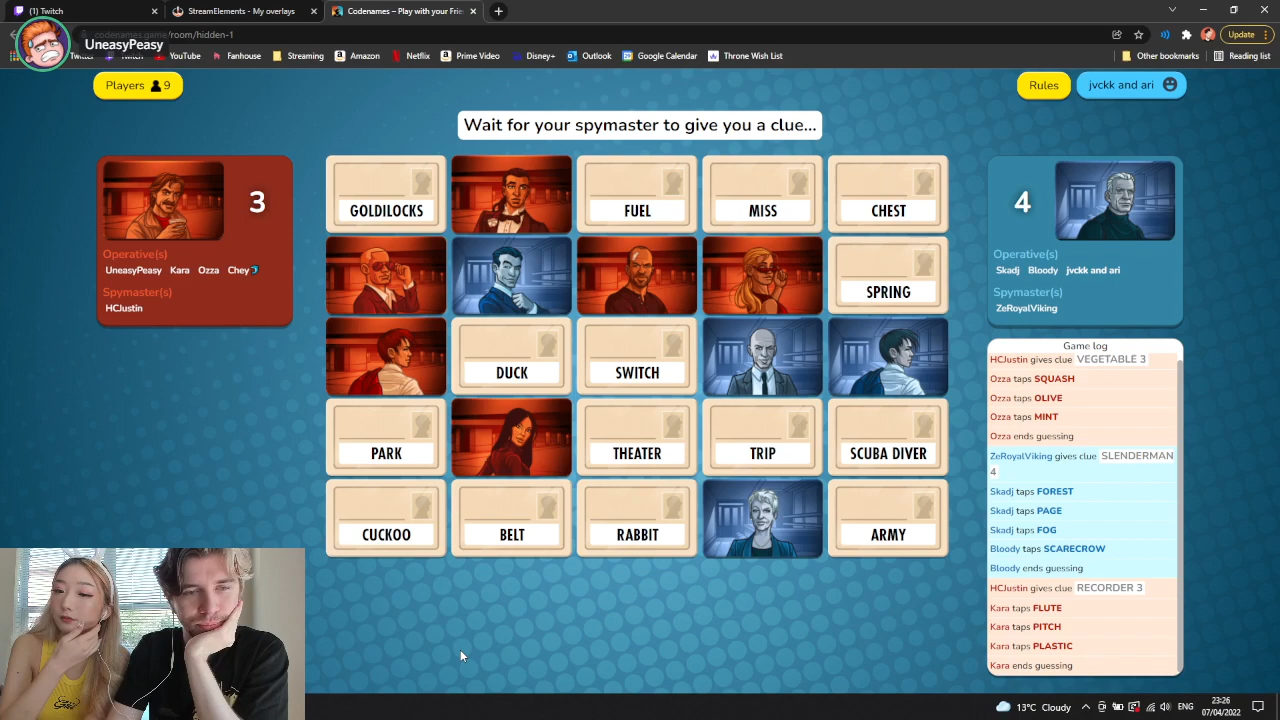 (1) Twitch
StreamElements - My overlays
Codenames – Play with your Frie
UneasyPeasy
codenames.game/room/hidden-1
Update
Twitch
YouTube
Fanhouse
Streaming
Amazon
Netflix
Prime Video
Disney+
Outlook
Google Calendar
Throne Wish List
Other Bookmarks
Reading list
Players 9
Rules
jvckk and ari
Wait for your spymaster to give you a clue...
3
Operative(s)
UneasyPeasy Kara Ozza Chey
Spymaster(s)
HCJustin
GOLDILOCKS
FUEL
MISS
CHEST
SPRING
DUCK
SWITCH
PARK
THEATER
TRIP
SCUBA DIVER
CUCKOO
BELT
RABBIT
ARMY
4
Operative(s)
Skadj Bloody jvckk and ari
Spymaster(s)
ZeRoyalViking
Game log
HCJustin gives clue VEGETABLE 3
Ozza taps SQUASH
Ozza taps OLIVE
Ozza taps MINT
Ozza ends guessing
ZeRoyalViking gives clue SLENDERMAN
4
Skadj taps FOREST
Skadj taps PAGE
Skadj taps FOG
Bloody taps SCARECROW
Bloody ends guessing
HCJustin gives clue RECORDER 3
Kara taps FLUTE
Kara taps PITCH
Kara taps PLASTIC
Kara ends guessing
13°C Cloudy
ENG
23:26
07/04/2022